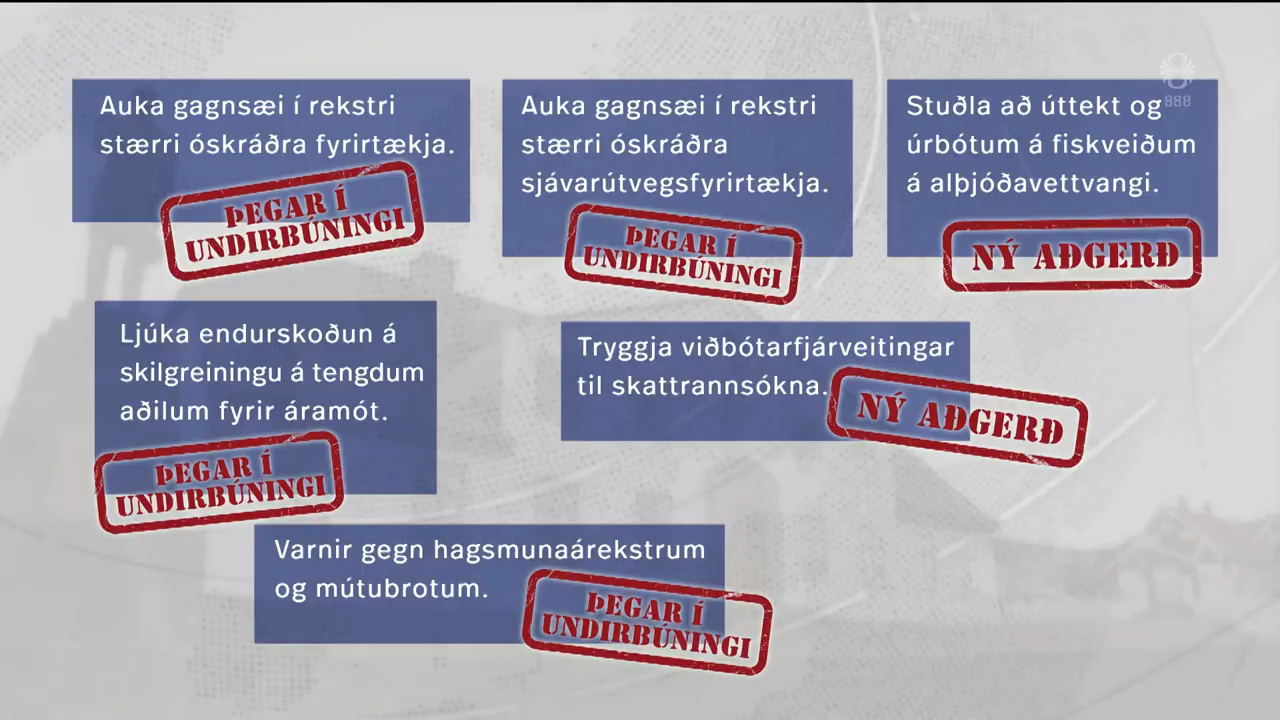 Auka gagnsæi í rekstri
stærri óskráðra fyrirtækja.
ÞEGAR Í
UNDIRBÚNINGI
Auka gagnsæi í rekstri
stærri óskráðra
sjávarútvegsfyrirtækja.
ÞEGAR Í
UNDIRBÚNINGI
888
Stuðla að úttekt og
úrbótum á fiskveiðum
á alþjóðavettvangi.
NÝ AÐGERÐ
Ljúka endurskoðun á
skilgreiningu á tengdum
aðilum fyrir áramót.
ÞEGAR Í
UNDIRBÚNINGI
Tryggja viðbótarfjárveitingar
til skattrannsókna.
NÝ AÐGERÐ
Varnir gegn hagsmunaárekstrum
og mútubrotum.
ÞEGAR Í
UNDIRBÚNINGI